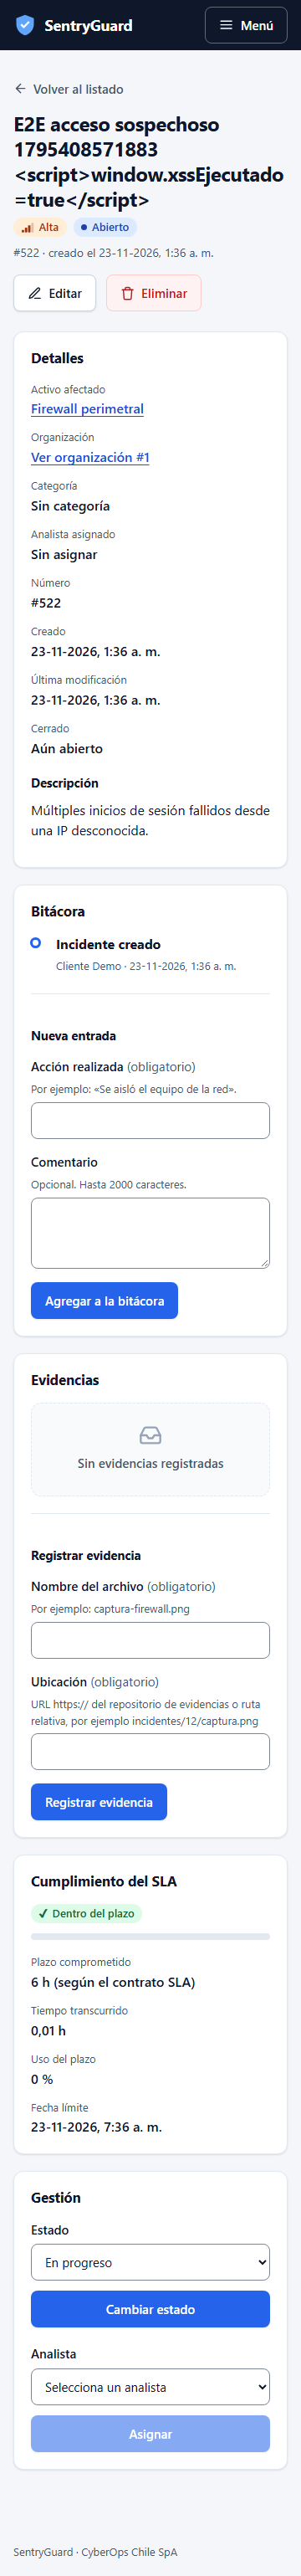 SentryGuard
Menú
Volver al listado
E2E acceso sospechoso
1795408571883
<script>window.xssEjecutado
=true</script>
Alta
Abierto
#522 · creado el 23-11-2026, 1:36 a. m.
Editar
Eliminar
Detalles
Activo afectado
Firewall perimetral
Organización
Ver organización #1
Categoría
Sin categoría
Analista asignado
Sin asignar
Número
#522
Creado
23-11-2026, 1:36 a. m.
Última modificación
23-11-2026, 1:36 a. m.
Cerrado
Aún abierto
Descripción
Múltiples inicios de sesión fallidos desde
una IP desconocida.
Bitácora
Incidente creado
Cliente Demo · 23-11-2026, 1:36 a. m.
Nueva entrada
Acción realizada (obligatorio)
Por ejemplo: «Se aisló el equipo de la red».
Comentario
Opcional. Hasta 2000 caracteres.
Agregar a la bitácora
Evidencias
Sin evidencias registradas
Registrar evidencia
Nombre del archivo (obligatorio)
Por ejemplo: captura-firewall.png
Ubicación (obligatorio)
URL https:// del repositorio de evidencias o ruta
relativa, por ejemplo incidentes/12/captura.png
Registrar evidencia
Cumplimiento del SLA
Dentro del plazo
Plazo comprometido
6 h (según el contrato SLA)
Tiempo transcurrido
0,01 h
Uso del plazo
0 %
Fecha límite
23-11-2026, 7:36 a. m.
Gestión
Estado
En progreso
Cambiar estado
Analista
Selecciona un analista
Asignar
SentryGuard · CyberOps Chile SpA